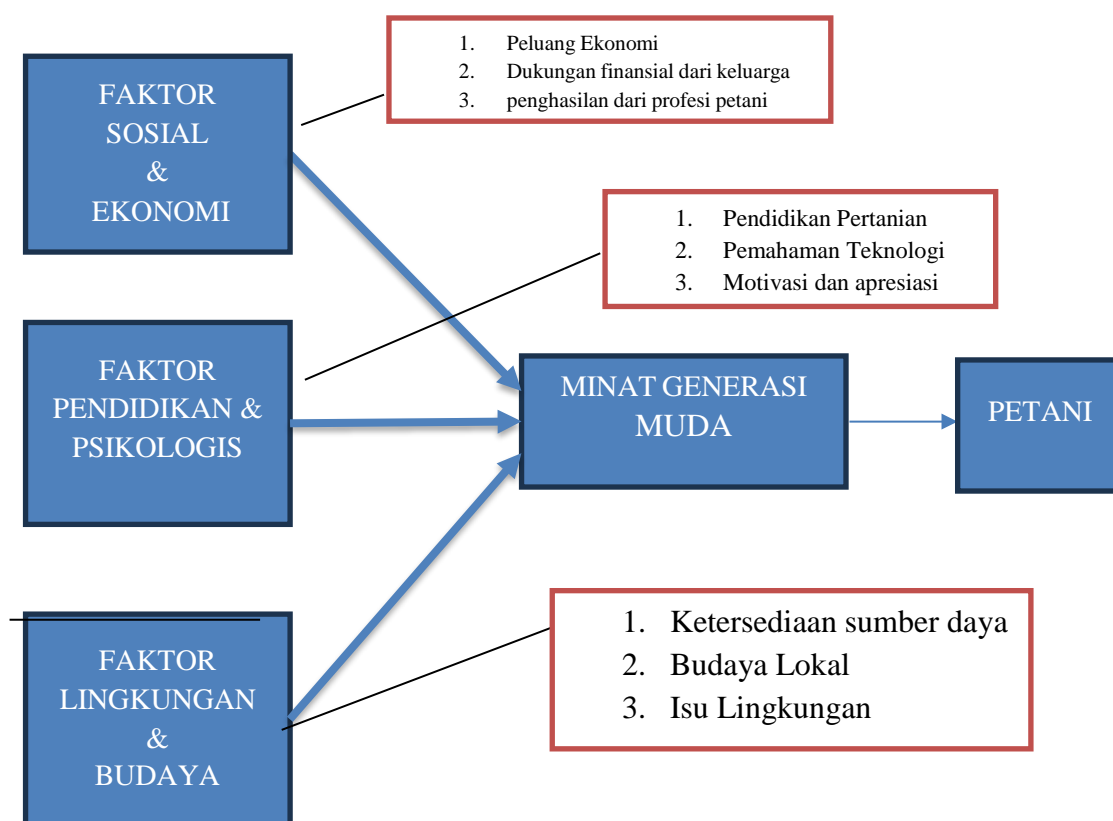 1. Peluang Ekonomi
2. Dukungan finansial dari keluarga
3. penghasilan dari profesi petani
FAKTOR
SOSIAL
&
EKONOMI
1. Pendidikan Pertanian
2. Pemahaman Teknologi
3. Motivasi dan apresiasi
FAKTOR
PENDIDIKAN &
PSIKOLOGIS
MINAT GENERASI
MUDA
PETANI
1. Ketersediaan sumber daya
2. Budaya Lokal
3. Isu Lingkungan
FAKTOR
LINGKUNGAN
&
BUDAYA